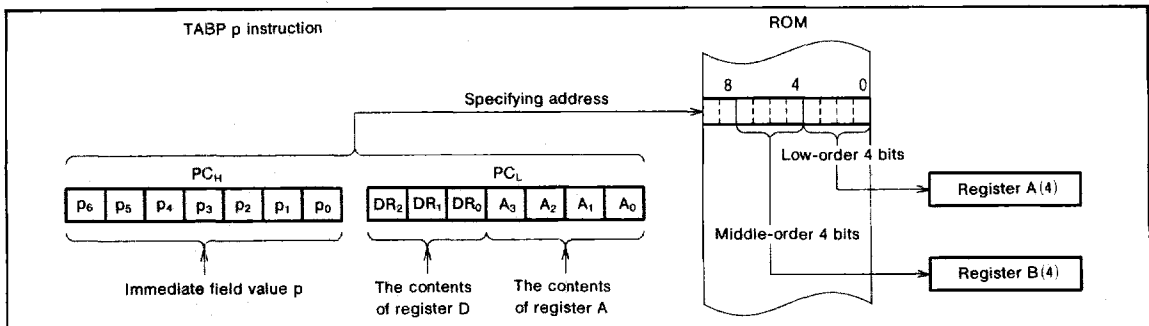 TABP p instruction
ROM
8 4 0
Specifying address
Low-order 4 bits
PCH
PCL
p6 p5 p4 p3 p2 p1 p0
DR2 DR1 DR0 A3 A2 A1 A0
Register A(4)
Middle-order 4 bits
Immediate field value p
The contents of register D
The contents of register A
Register B(4)